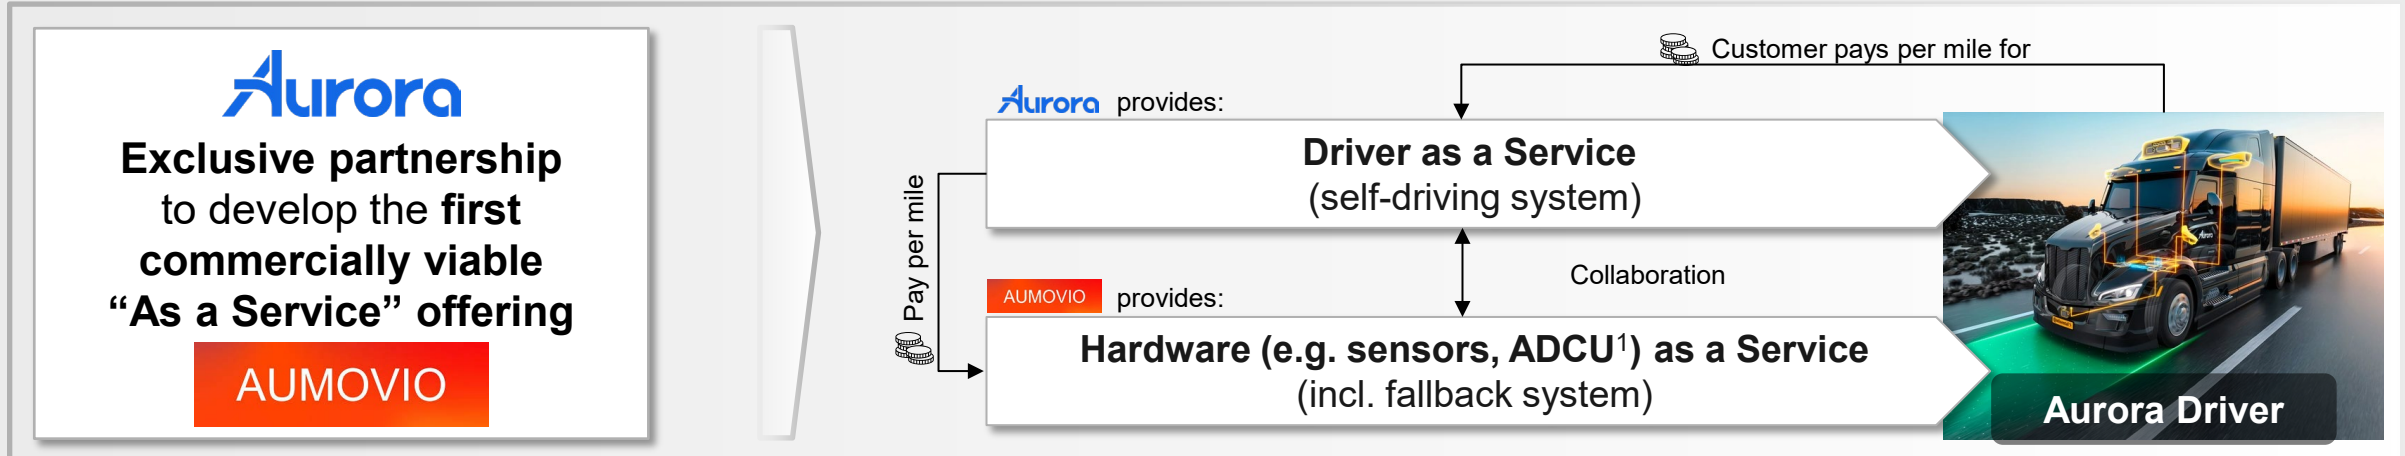 Aurora
Exclusive partnership
to develop the first
commercially viable
“As a Service” offering
AUMOVIO
Customer pays per mile for
Aurora provides:
Driver as a Service
(self-driving system)
Pay per mile
Collaboration
AUMOVIO provides:
Hardware (e.g. sensors, ADCU¹) as a Service
(incl. fallback system)
Aurora
Aurora Driver